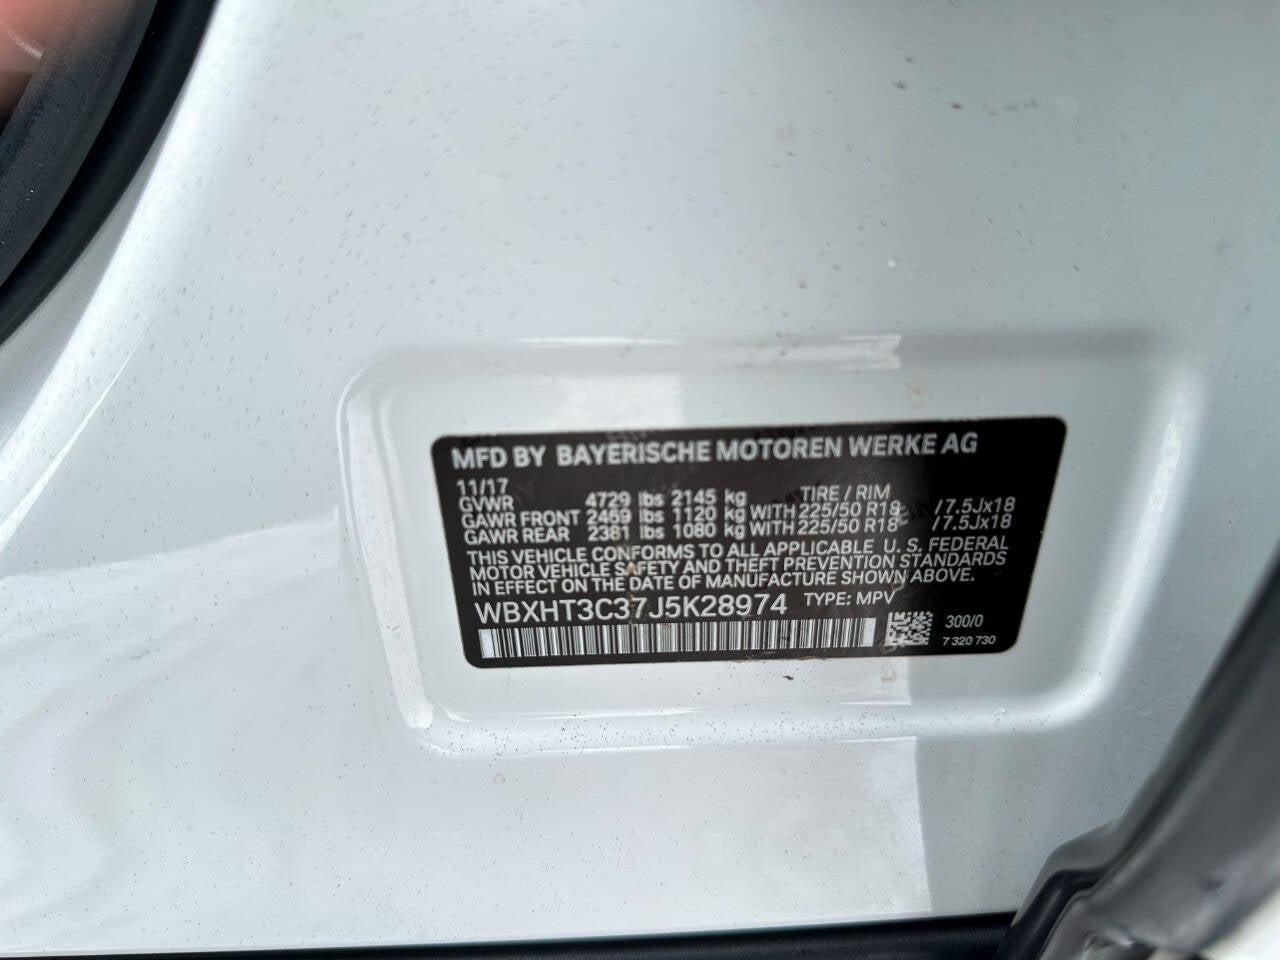 MFD BY BAYERISCHE MOTOREN WERKE AG
11/17 TIRE / RIM
GVWR 4729 lbs 2145 kg
GAWR FRONT 2469 lbs 1120 kg WITH 225/50 R18 / 7.5Jx18
GAWR REAR 2381 lbs 1080 kg WITH 225/50 R18 / 7.5Jx18
THIS VEHICLE CONFORMS TO ALL APPLICABLE U. S. FEDERAL
MOTOR VEHICLE SAFETY AND THEFT PREVENTION STANDARDS
IN EFFECT ON THE DATE OF MANUFACTURE SHOWN ABOVE.
WBXHT3C37J5K28974 TYPE: MPV
300/0
7 320 730